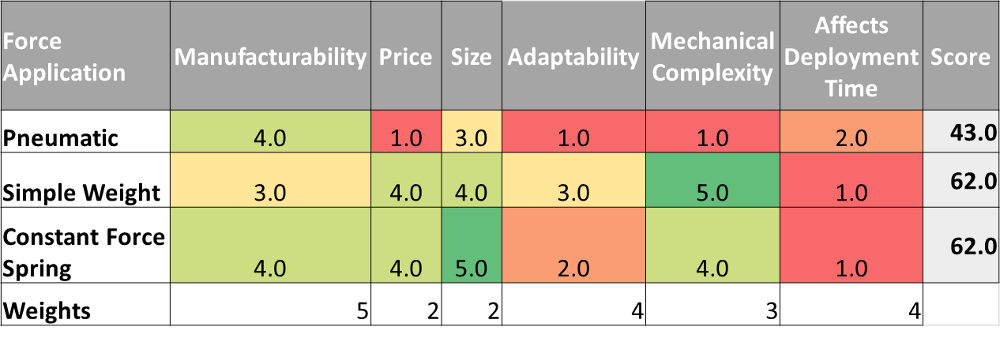 Force Application Manufacturability Price Size Adaptability Mechanical Complexity Affects Deployment Time Score
Pneumatic 4.0 1.0 3.0 1.0 1.0 2.0 43.0
Simple Weight 3.0 4.0 4.0 3.0 5.0 1.0 62.0
Constant Force Spring 4.0 4.0 5.0 2.0 4.0 1.0 62.0
Weights 5 2 2 4 3 4